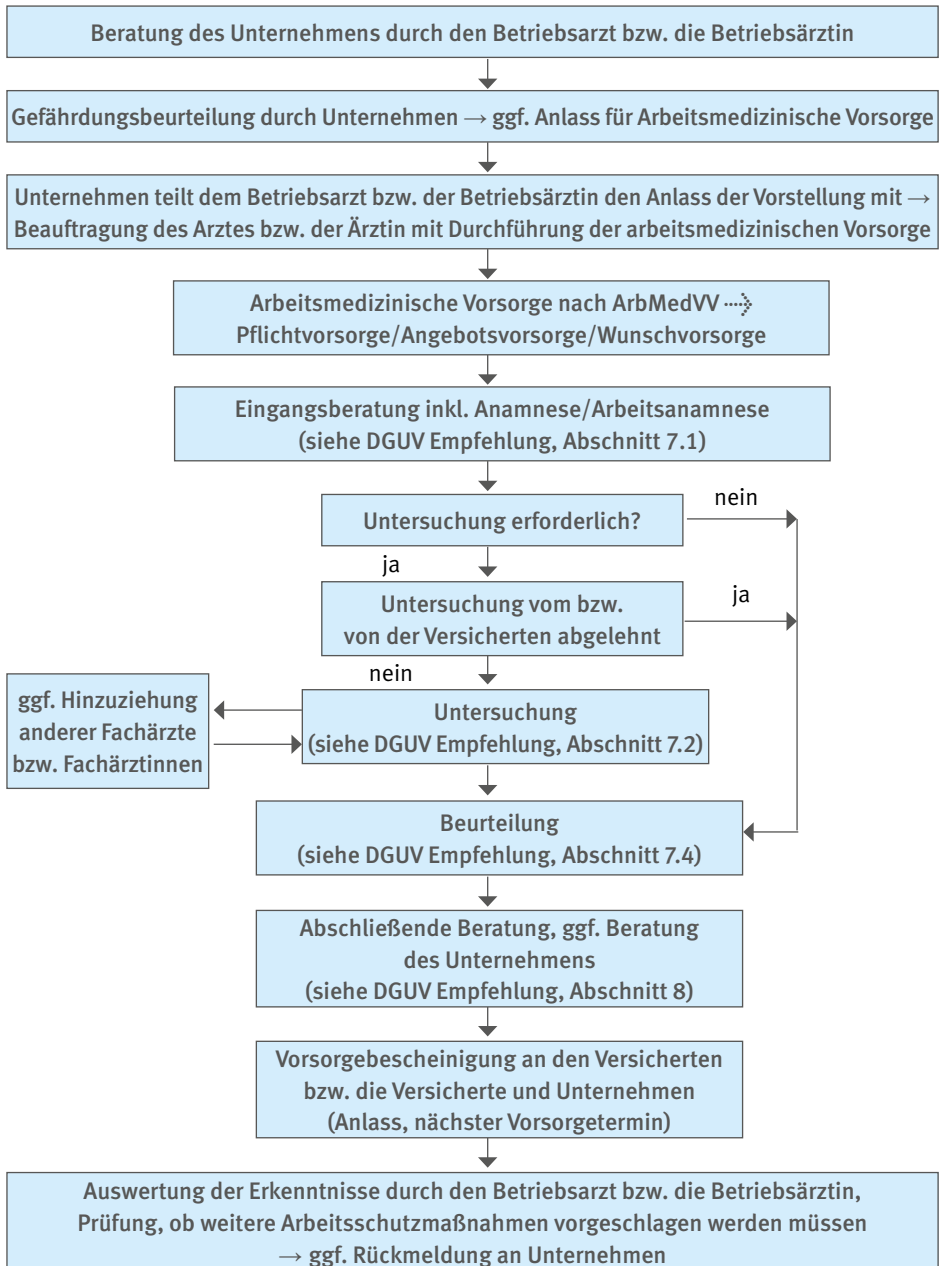 Beratung des Unternehmens durch den Betriebsarzt bzw. die Betriebsärztin
Gefährdungsbeurteilung durch Unternehmen → ggf. Anlass für Arbeitsmedizinische Vorsorge
Unternehmen teilt dem Betriebsarzt bzw. der Betriebsärztin den Anlass der Vorstellung mit →
Beauftragung des Arztes bzw. der Ärztin mit Durchführung der arbeitsmedizinischen Vorsorge
Arbeitsmedizinische Vorsorge nach ArbMedVV ⤑
Pflichtvorsorge/Angebotsvorsorge/Wunschvorsorge
Eingangsberatung inkl. Anamnese/Arbeitsanamnese
(siehe DGUV Empfehlung, Abschnitt 7.1)
Untersuchung erforderlich?
nein
ja
Untersuchung vom bzw.
von der Versicherten abgelehnt
ja
nein
ggf. Hinzuziehung
anderer Fachärzte
bzw. Fachärztinnen
Untersuchung
(siehe DGUV Empfehlung, Abschnitt 7.2)
Beurteilung
(siehe DGUV Empfehlung, Abschnitt 7.4)
Abschließende Beratung, ggf. Beratung
des Unternehmens
(siehe DGUV Empfehlung, Abschnitt 8)
Vorsorgebescheinigung an den Versicherten
bzw. die Versicherte und Unternehmen
(Anlass, nächster Vorsorgetermin)
Auswertung der Erkenntnisse durch den Betriebsarzt bzw. die Betriebsärztin,
Prüfung, ob weitere Arbeitsschutzmaßnahmen vorgeschlagen werden müssen
→ ggf. Rückmeldung an Unternehmen